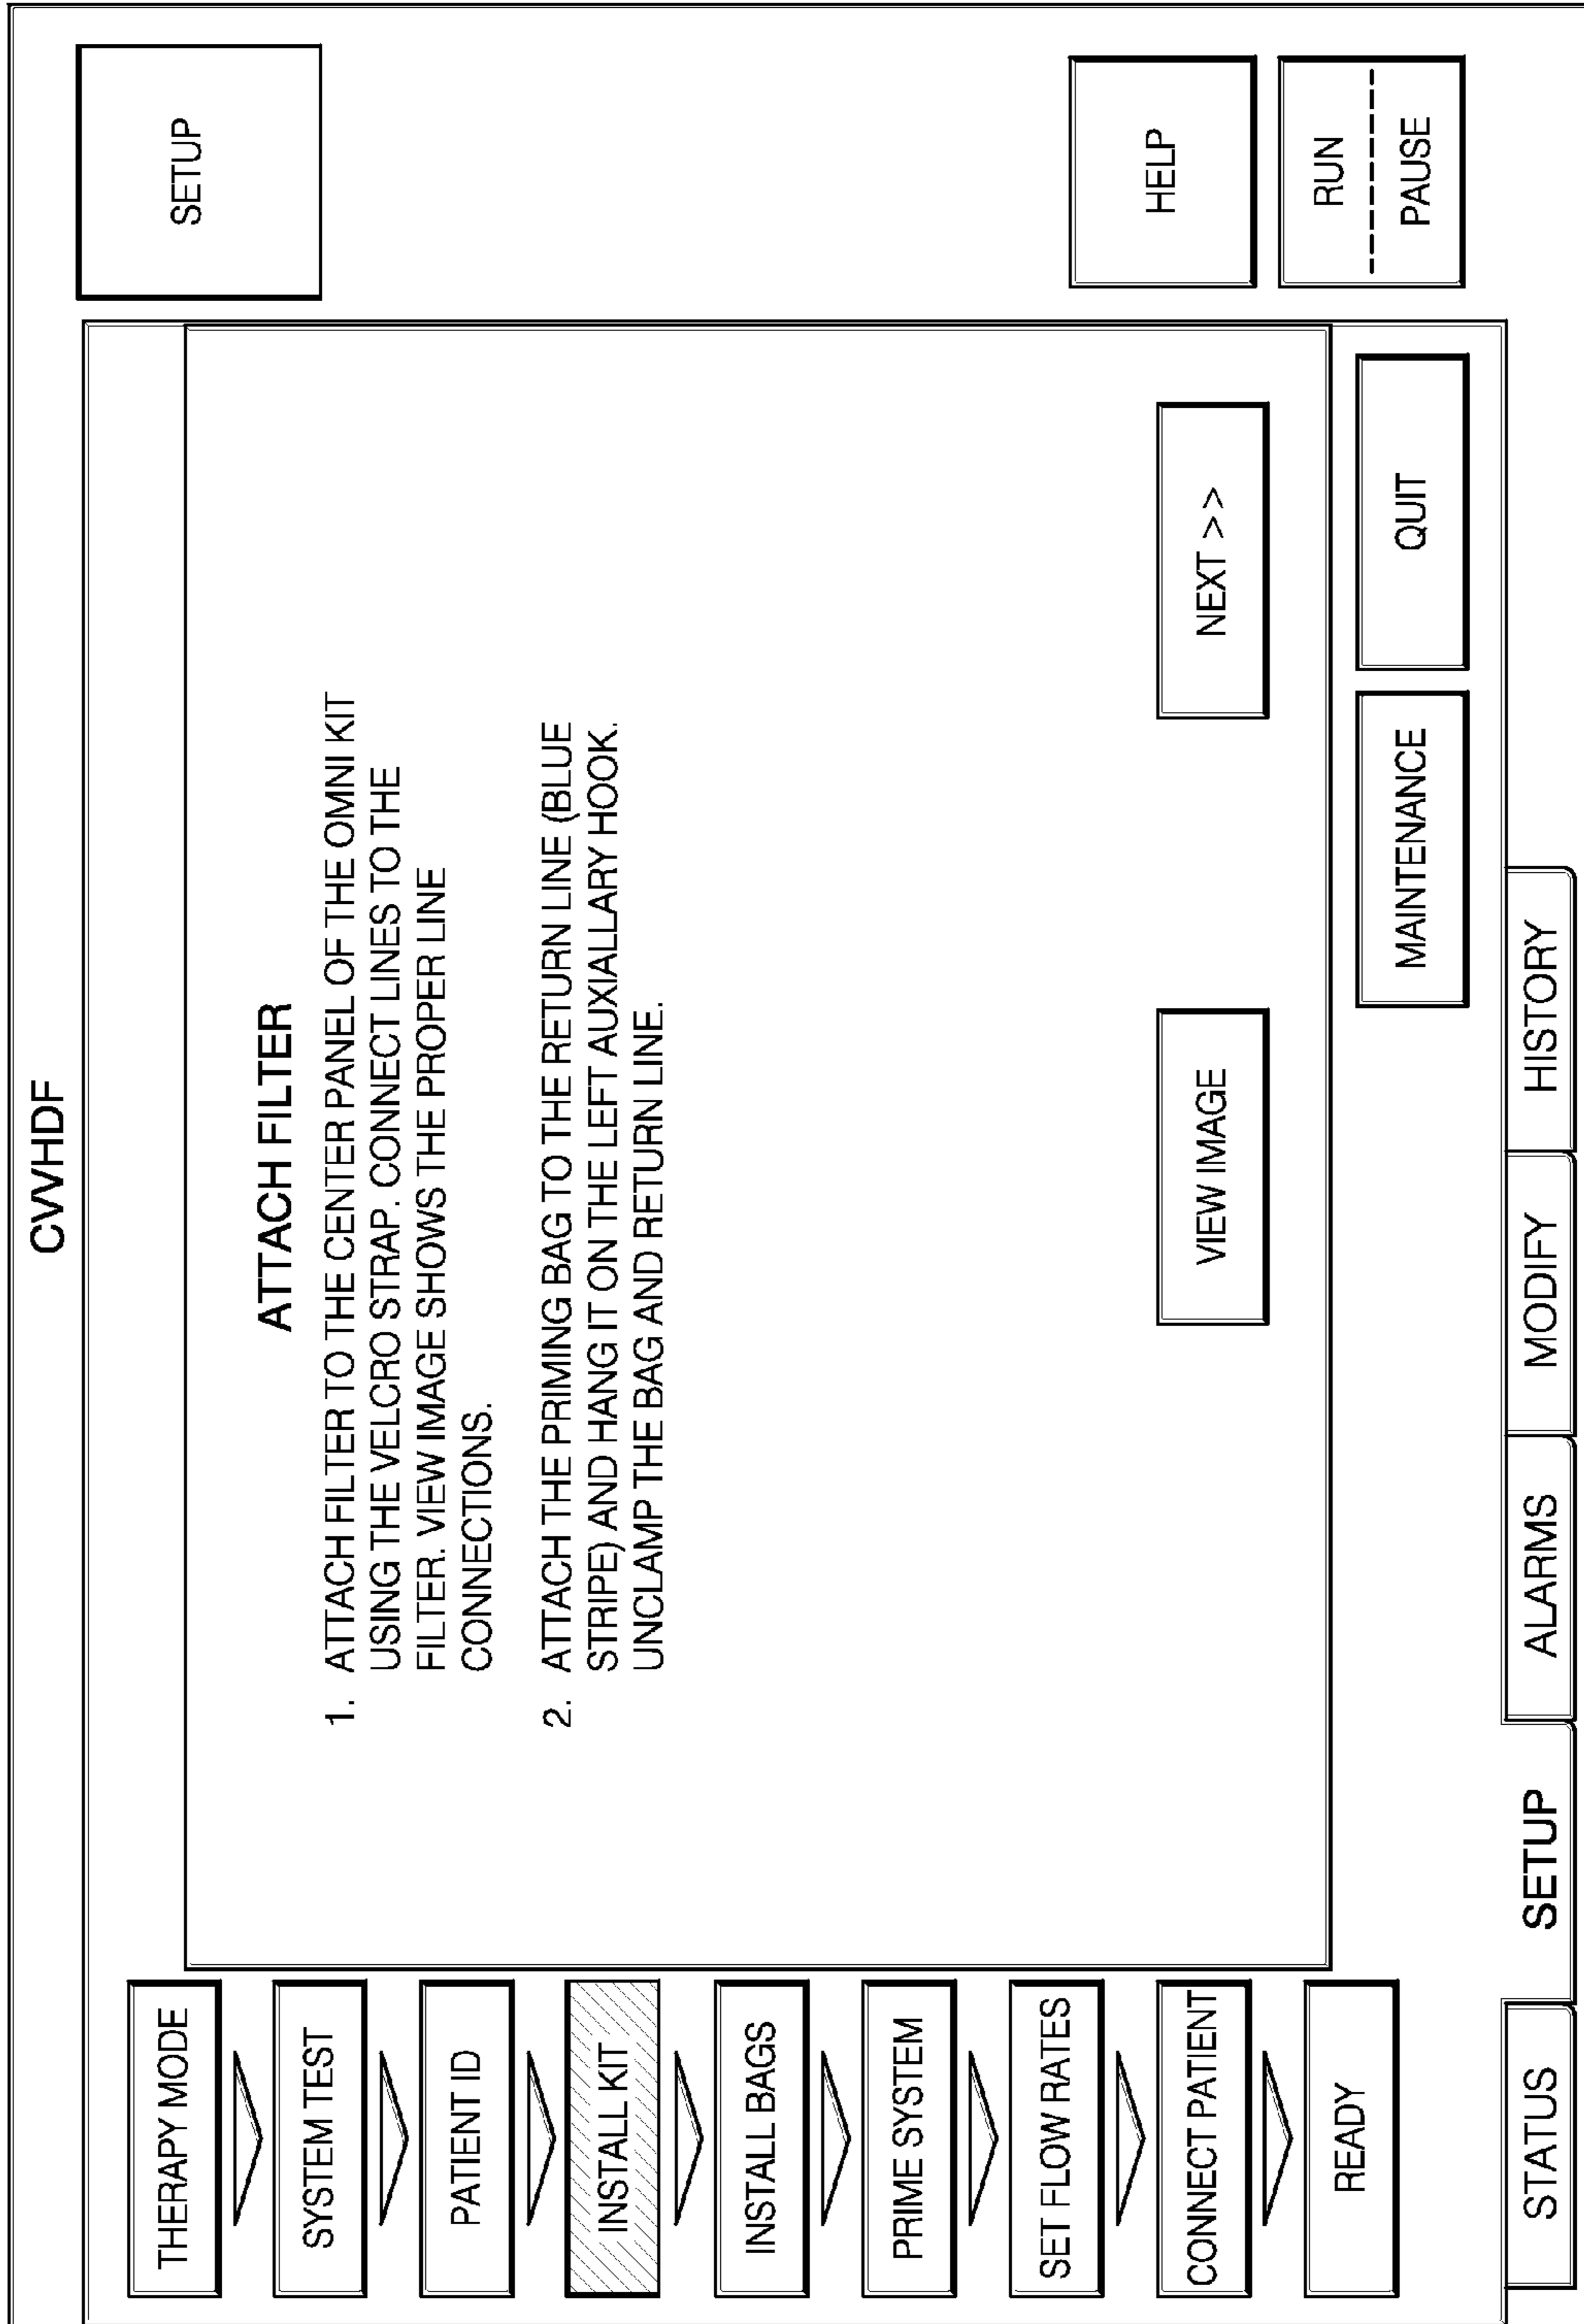 CVVHDF
SETUP
THERAPY MODE
SYSTEM TEST
PATIENT ID
INSTALL KIT
INSTALL BAGS
PRIME SYSTEM
SET FLOW RATES
CONNECT PATIENT
READY
ATTACH FILTER
1. ATTACH FILTER TO THE CENTER PANEL OF THE OMNI KIT
USING THE VELCRO STRAP. CONNECT LINES TO THE
FILTER. VIEW IMAGE SHOWS THE PROPER LINE
CONNECTIONS.
2. ATTACH THE PRIMING BAG TO THE RETURN LINE (BLUE
STRIPE) AND HANG IT ON THE LEFT AUXIALLARY HOOK.
UNCLAMP THE BAG AND RETURN LINE.
VIEW IMAGE
NEXT >>
HELP
RUN
PAUSE
MAINTENANCE
QUIT
STATUS
SETUP
ALARMS
MODIFY
HISTORY